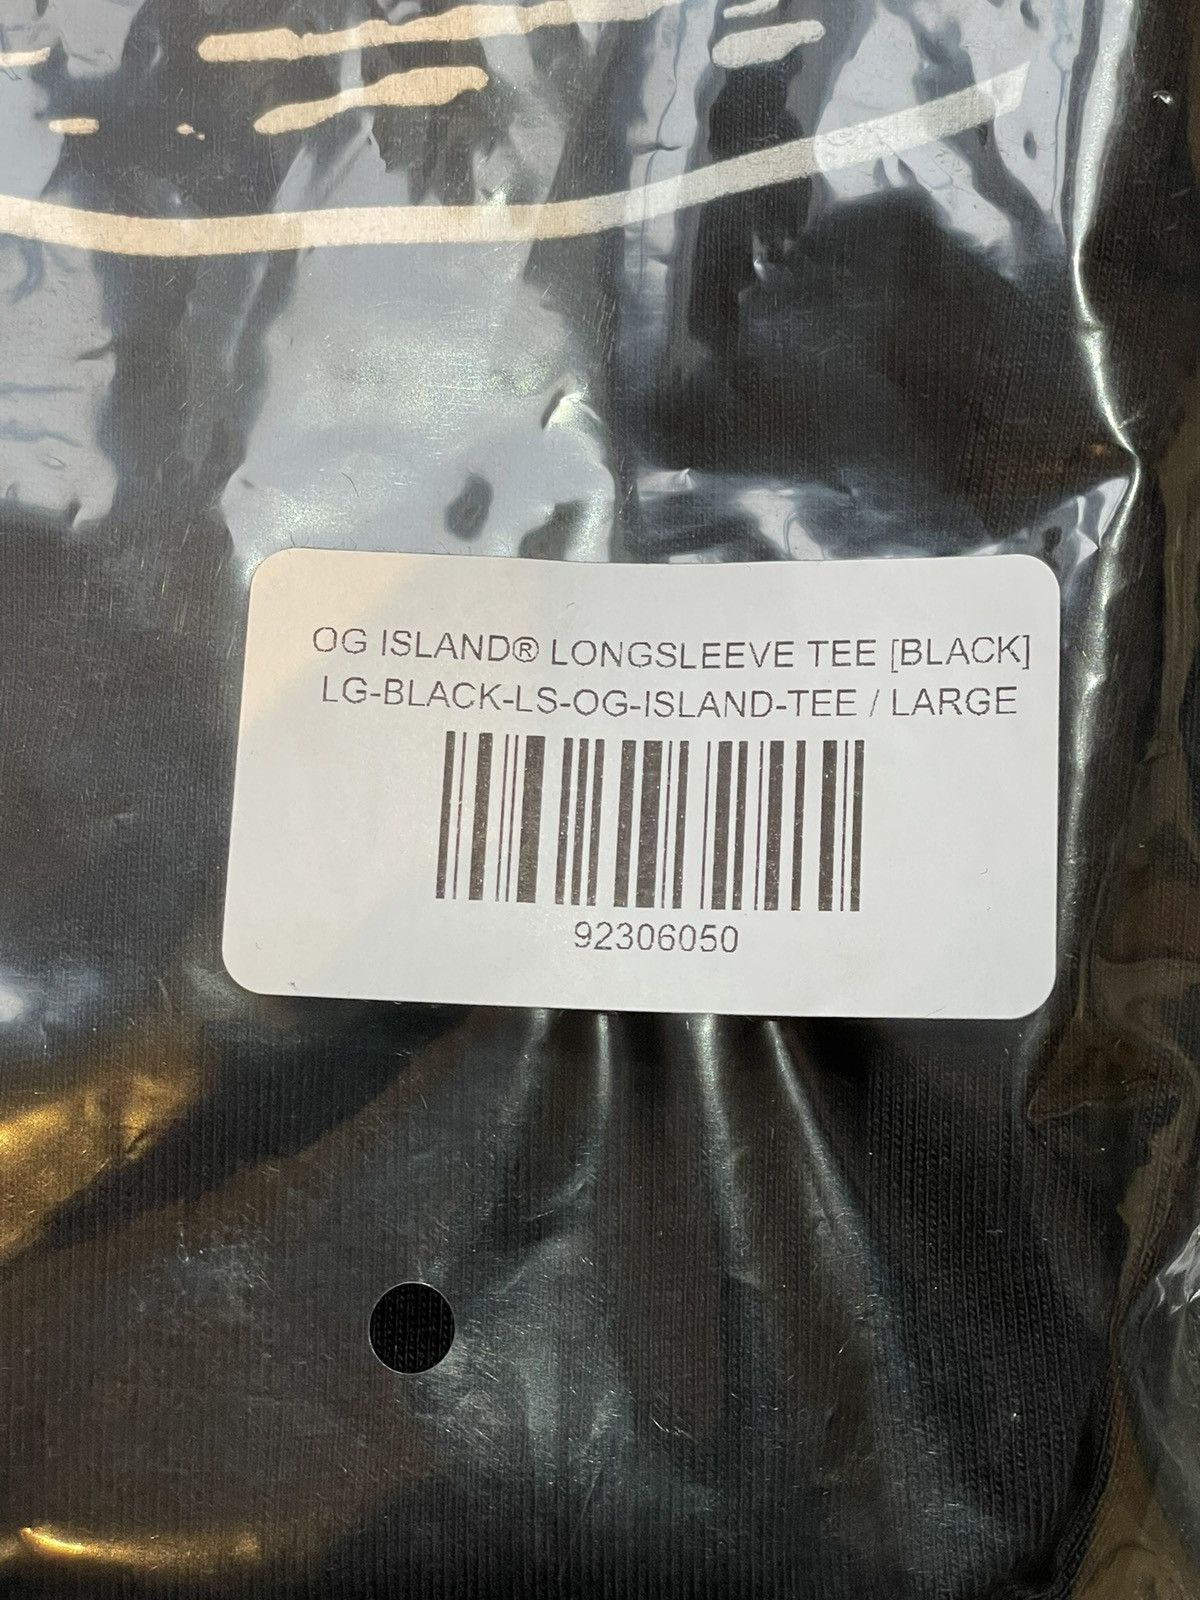 OG ISLAND® LONGSLEEVE TEE [BLACK]
LG-BLACK-LS-OG-ISLAND-TEE / LARGE
92306050